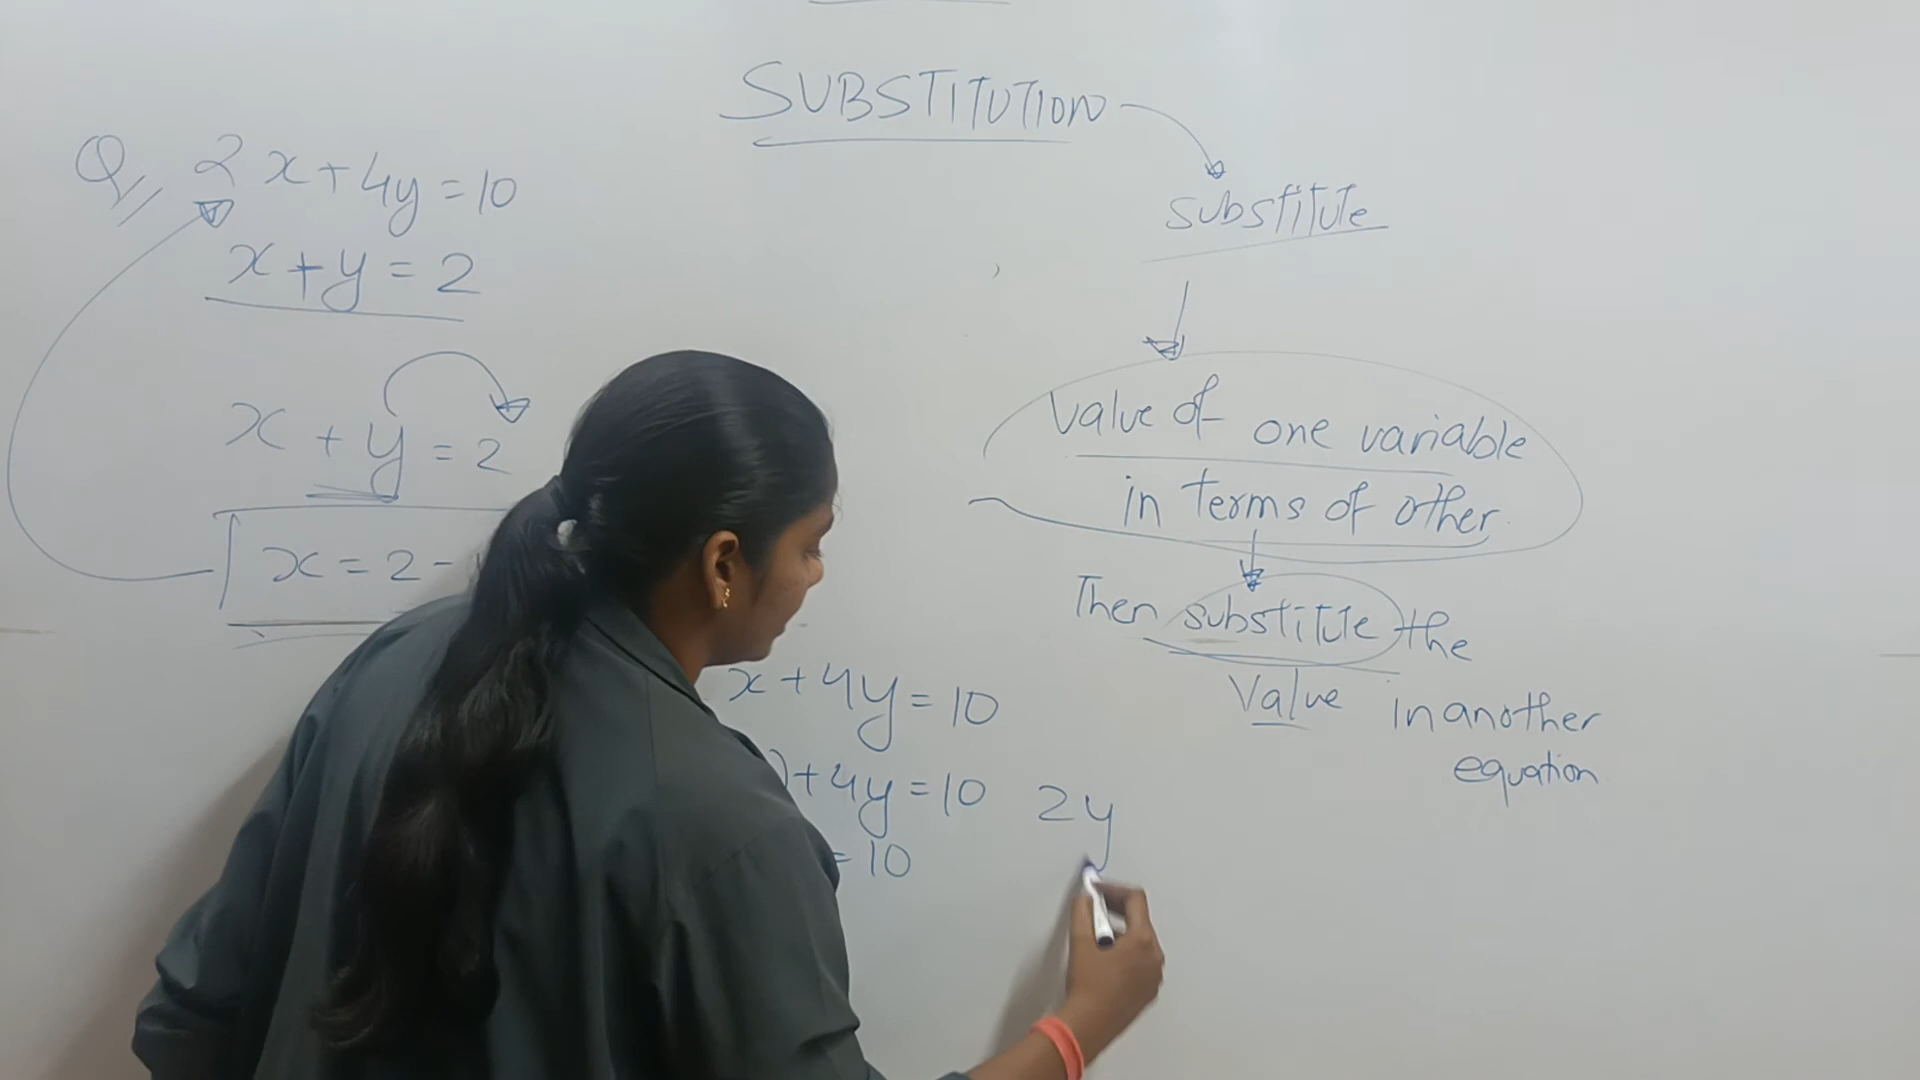 SUBSTITUTION
substitute
Value of one variable
in terms of other
Then substitute the
Value in another
equation
Q 2x+4y=10
x+y=2
x+y=2
x=2-
x+4y=10
)+4y=10
=10
2y